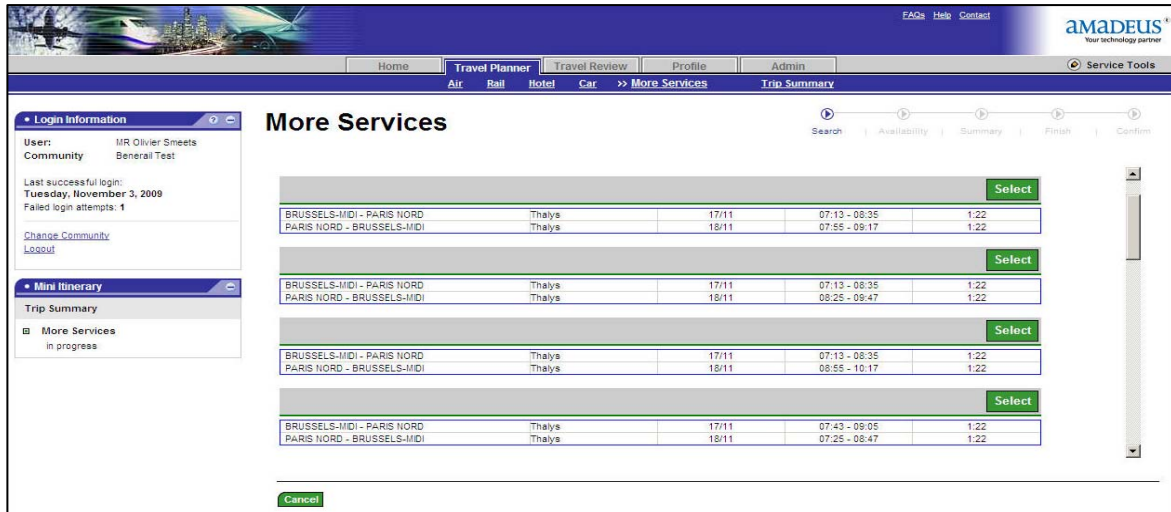 FAQs Help Contact
amadeus
Your technology partner
Home Travel Planner Travel Review Profile Admin Service Tools
Air Rail Hotel Car >> More Services Trip Summary
• Login Information
User: MR Olivier Smeets
Community Benerail Test
Last successful login:
Tuesday, November 3, 2009
Failed login attempts: 1
Change Community
Logout
• Mini Itinerary
Trip Summary
More Services
in progress
More Services
Search | Availability | Summary | Finish | Confirm
Select
BRUSSELS-MIDI - PARIS NORD Thalys 17/11 07:13 - 08:35 1:22
PARIS NORD - BRUSSELS-MIDI Thalys 18/11 07:55 - 09:17 1:22
Select
BRUSSELS-MIDI - PARIS NORD Thalys 17/11 07:13 - 08:35 1:22
PARIS NORD - BRUSSELS-MIDI Thalys 18/11 08:25 - 09:47 1:22
Select
BRUSSELS-MIDI - PARIS NORD Thalys 17/11 07:13 - 08:35 1:22
PARIS NORD - BRUSSELS-MIDI Thalys 18/11 08:55 - 10:17 1:22
Select
BRUSSELS-MIDI - PARIS NORD Thalys 17/11 07:43 - 09:05 1:22
PARIS NORD - BRUSSELS-MIDI Thalys 18/11 07:25 - 08:47 1:22
Cancel